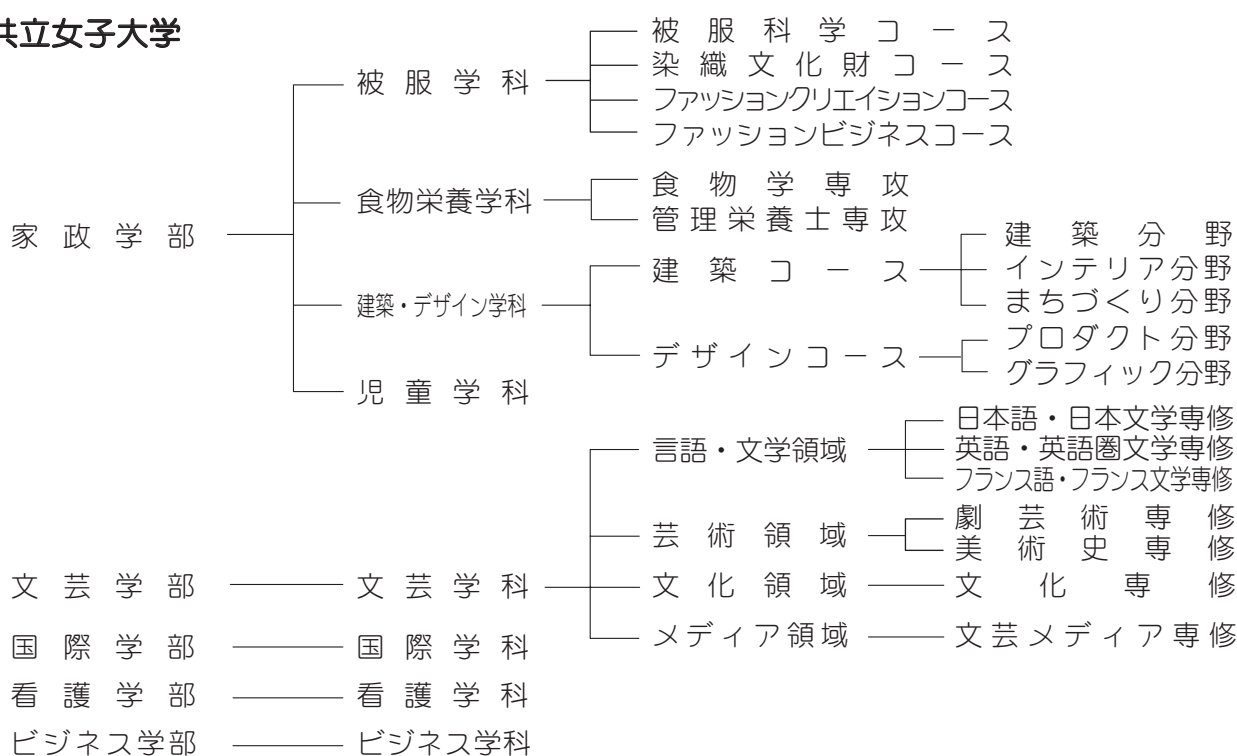 共立女子大学
家政学部
被服学科
被服科学コース
染織文化財コース
ファッションクリエイションコース
ファッションビジネスコース
食物栄養学科
食物学専攻
管理栄養士専攻
建築・デザイン学科
建築コース
建築分野
インテリア分野
まちづくり分野
デザインコース
プロダクト分野
グラフィック分野
児童学科
文芸学部
文芸学科
言語・文学領域
日本語・日本文学専修
英語・英語圏文学専修
フランス語・フランス文学専修
芸術領域
劇芸術専修
美術史専修
文化領域
文化専修
メディア領域
文芸メディア専修
国際学部
国際学科
看護学部
看護学科
ビジネス学部
ビジネス学科